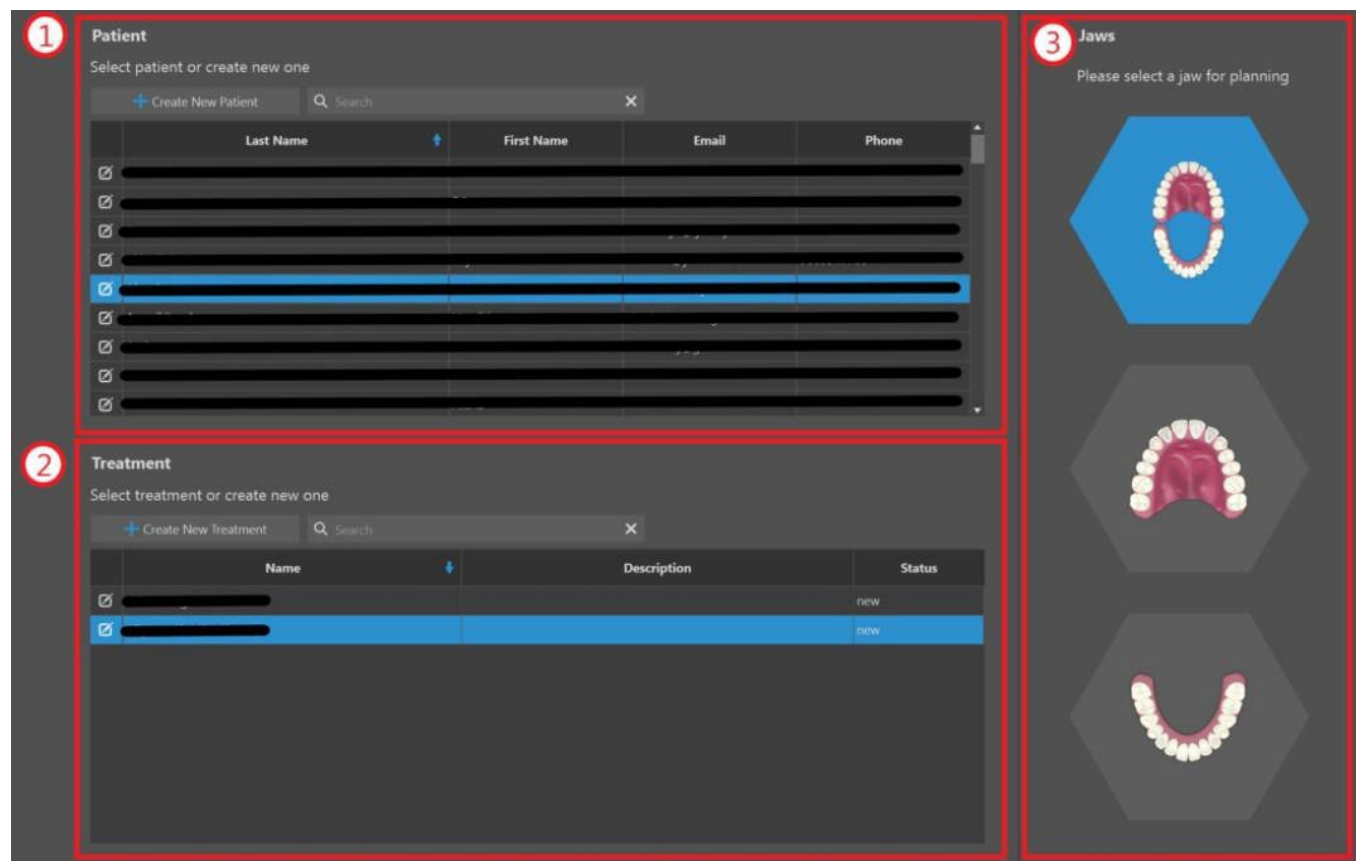 1
Patient
Select patient or create new one
Create New Patient
Search
Last Name First Name Email Phone
2
Treatment
Select treatment or create new one
Create New Treatment
Search
Name Description Status
new
new
3
Jaws
Please select a jaw for planning